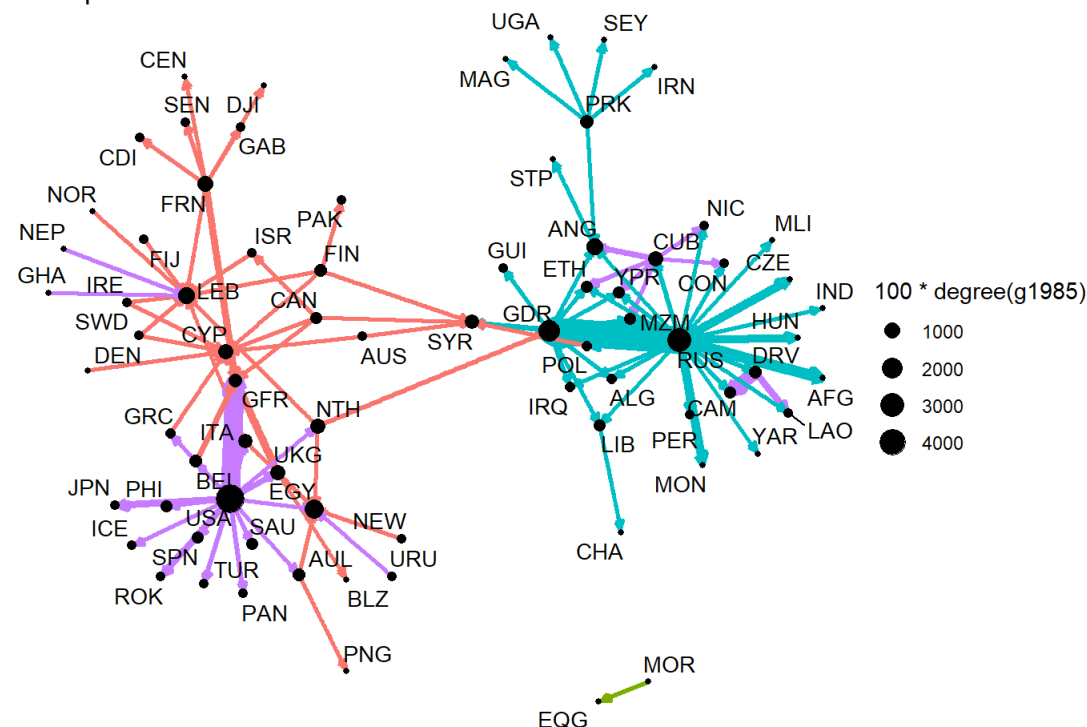 UGA
SEY
CEN
MAG
IRN
SEN
DJI
PRK
CDI
GAB
STP
NOR
FRN
PAK
NIC
MLI
NEP
ISR
ANG
CUB
FIJ
FIN
GUI
ETH
CZE
GHA
IRE
LEB
YPR
CON
IND
100 * degree(g1985)
CAN
SWD
GDR
MZM
HUN
1000
CYP
SYR
DEN
AUS
POL
RUS
DRV
2000
GFR
IRQ
ALG
CAM
AFG
3000
GRC
NTH
ITA
LIB
PER
YAR
LAO
4000
UKG
BEL
EGY
JPN
PHI
MON
ICE
USA
SAU
NEW
SPN
AUL
URU
CHA
TUR
ROK
PAN
BLZ
PNG
MOR
EQG